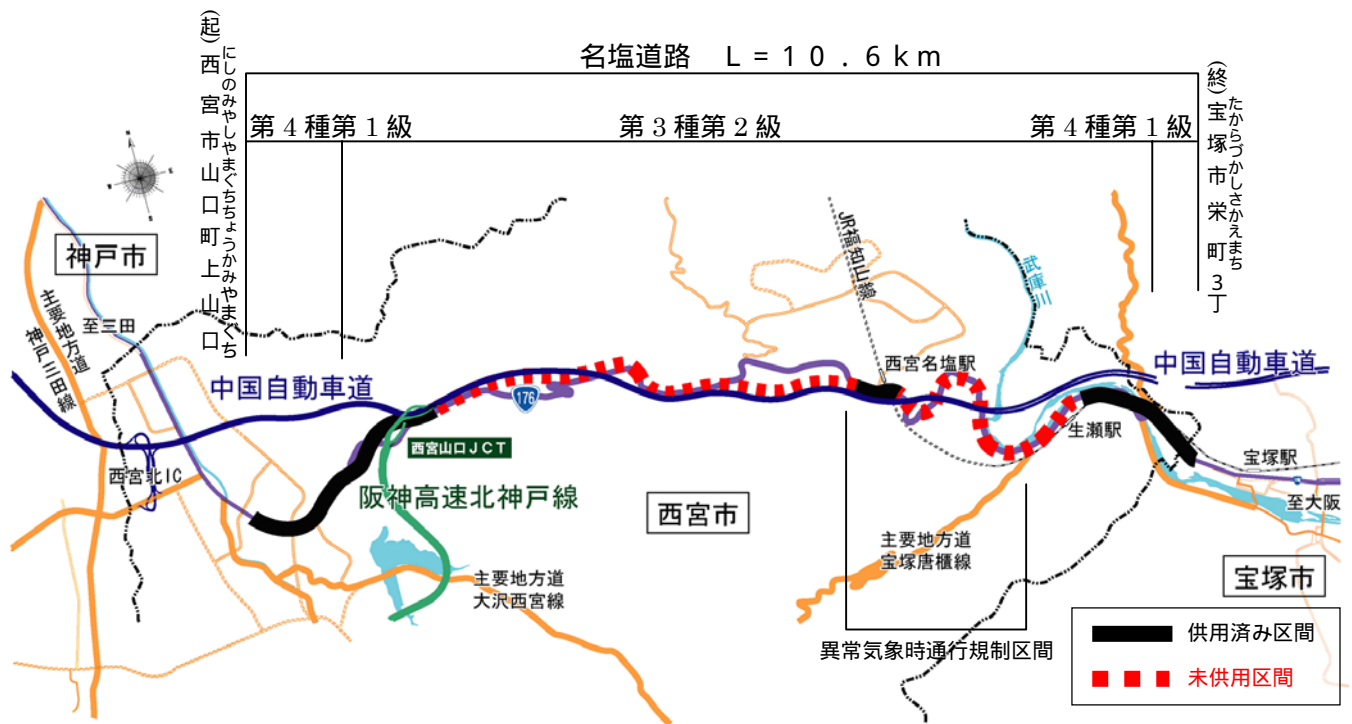 名塩道路 L=10.6km
(起)西宮市山口町上山口
にしのみやしやまぐちちょうかみやまぐち
(終)宝塚市栄町3丁
たからづかしさかえまち
第4種第1級
第3種第2級
第4種第1級
N
E
S
W
神戸市
主要地方道
神戸三田線
至三田
中国自動車道
JR福知山線
武庫川
西宮名塩駅
中国自動車道
176
西宮山口JCT
生瀬駅
宝塚駅
西宮北IC
阪神高速北神戸線
西宮市
至大阪
主要地方道
宝塚唐櫃線
主要地方道
大沢西宮線
宝塚市
異常気象時通行規制区間
供用済み区間
未供用区間